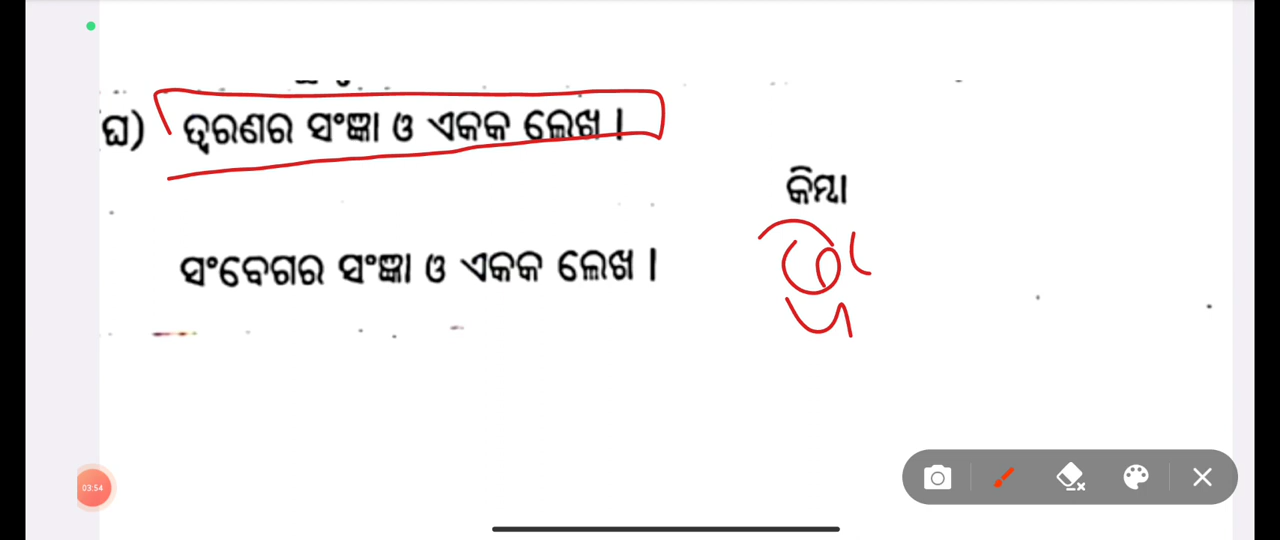 ଘ) ତ୍ୱରଣର ସଂଜ୍ଞା ଓ ଏକକ ଲେଖ ।
କିମ୍ବା
ସଂବେଗର ସଂଜ୍ଞା ଓ ଏକକ ଲେଖ ।
03:54